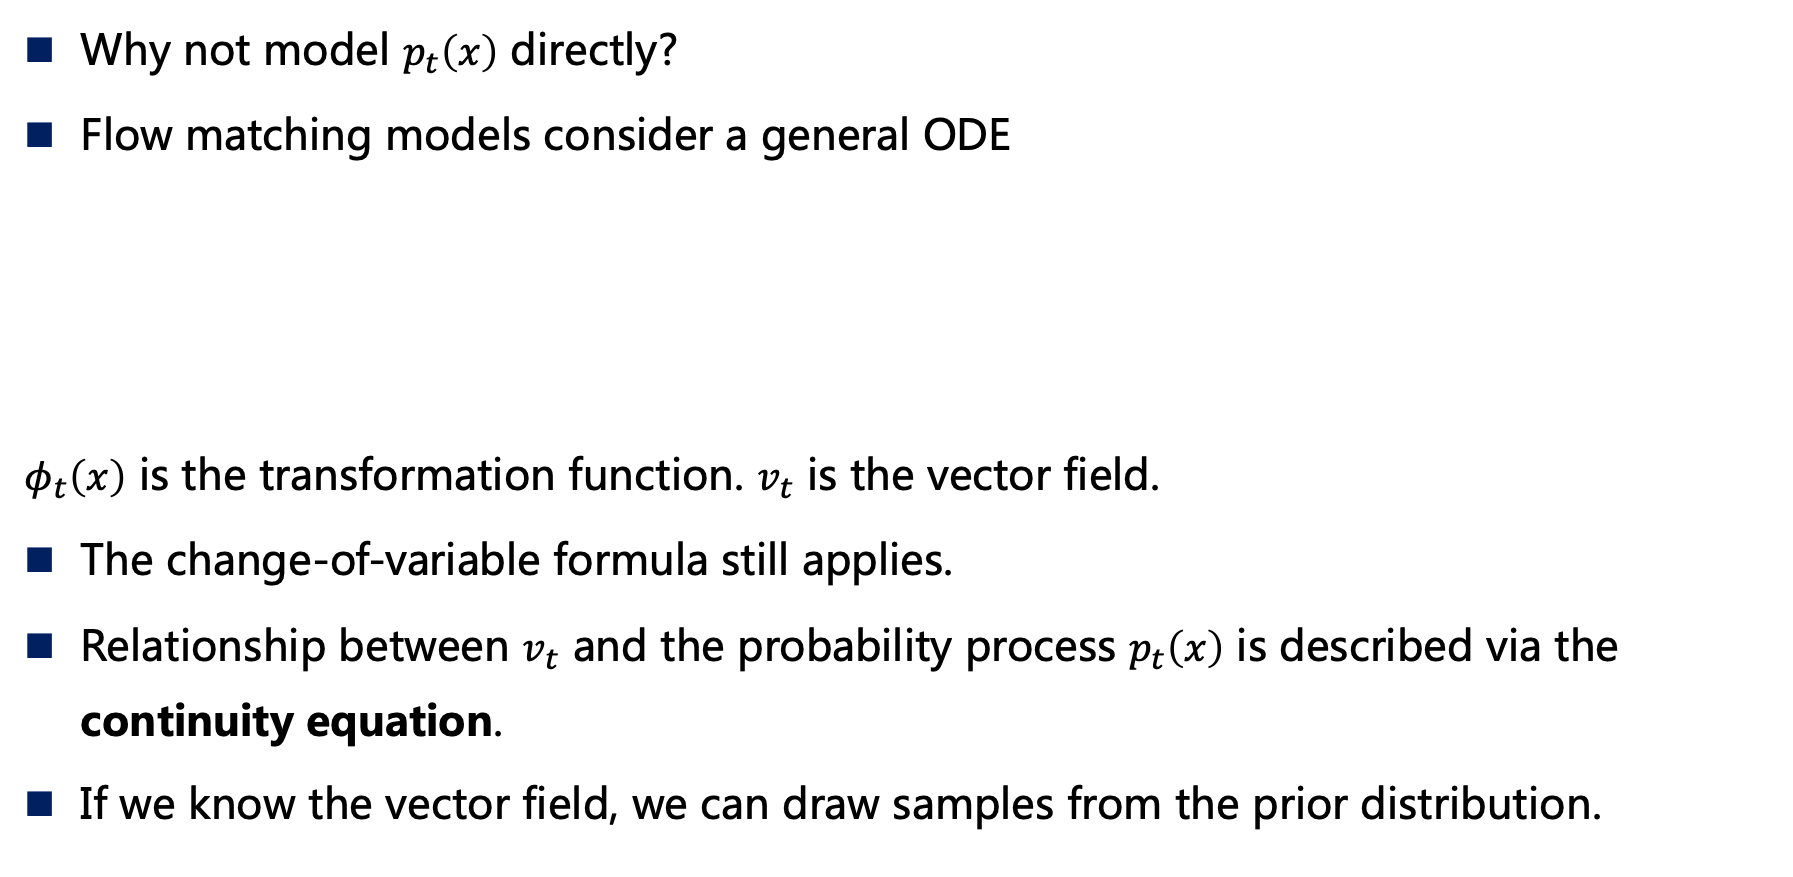 ■ Why not model 𝑝ₜ(𝑥) directly?
■ Flow matching models consider a general ODE
𝜙ₜ(𝑥) is the transformation function. 𝑣ₜ is the vector field.
■ The change-of-variable formula still applies.
■ Relationship between 𝑣ₜ and the probability process 𝑝ₜ(𝑥) is described via the
continuity equation.
■ If we know the vector field, we can draw samples from the prior distribution.